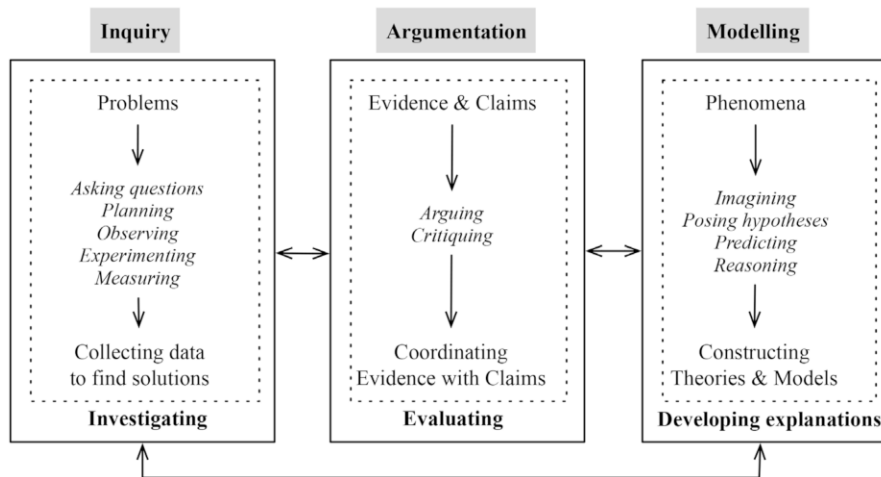 Inquiry
Problems
Asking questions
Planning
Observing
Experimenting
Measuring
Collecting data
to find solutions
Investigating
Argumentation
Evidence & Claims
Arguing
Critiquing
Coordinating
Evidence with Claims
Evaluating
Modelling
Phenomena
Imagining
Posing hypotheses
Predicting
Reasoning
Constructing
Theories & Models
Developing explanations